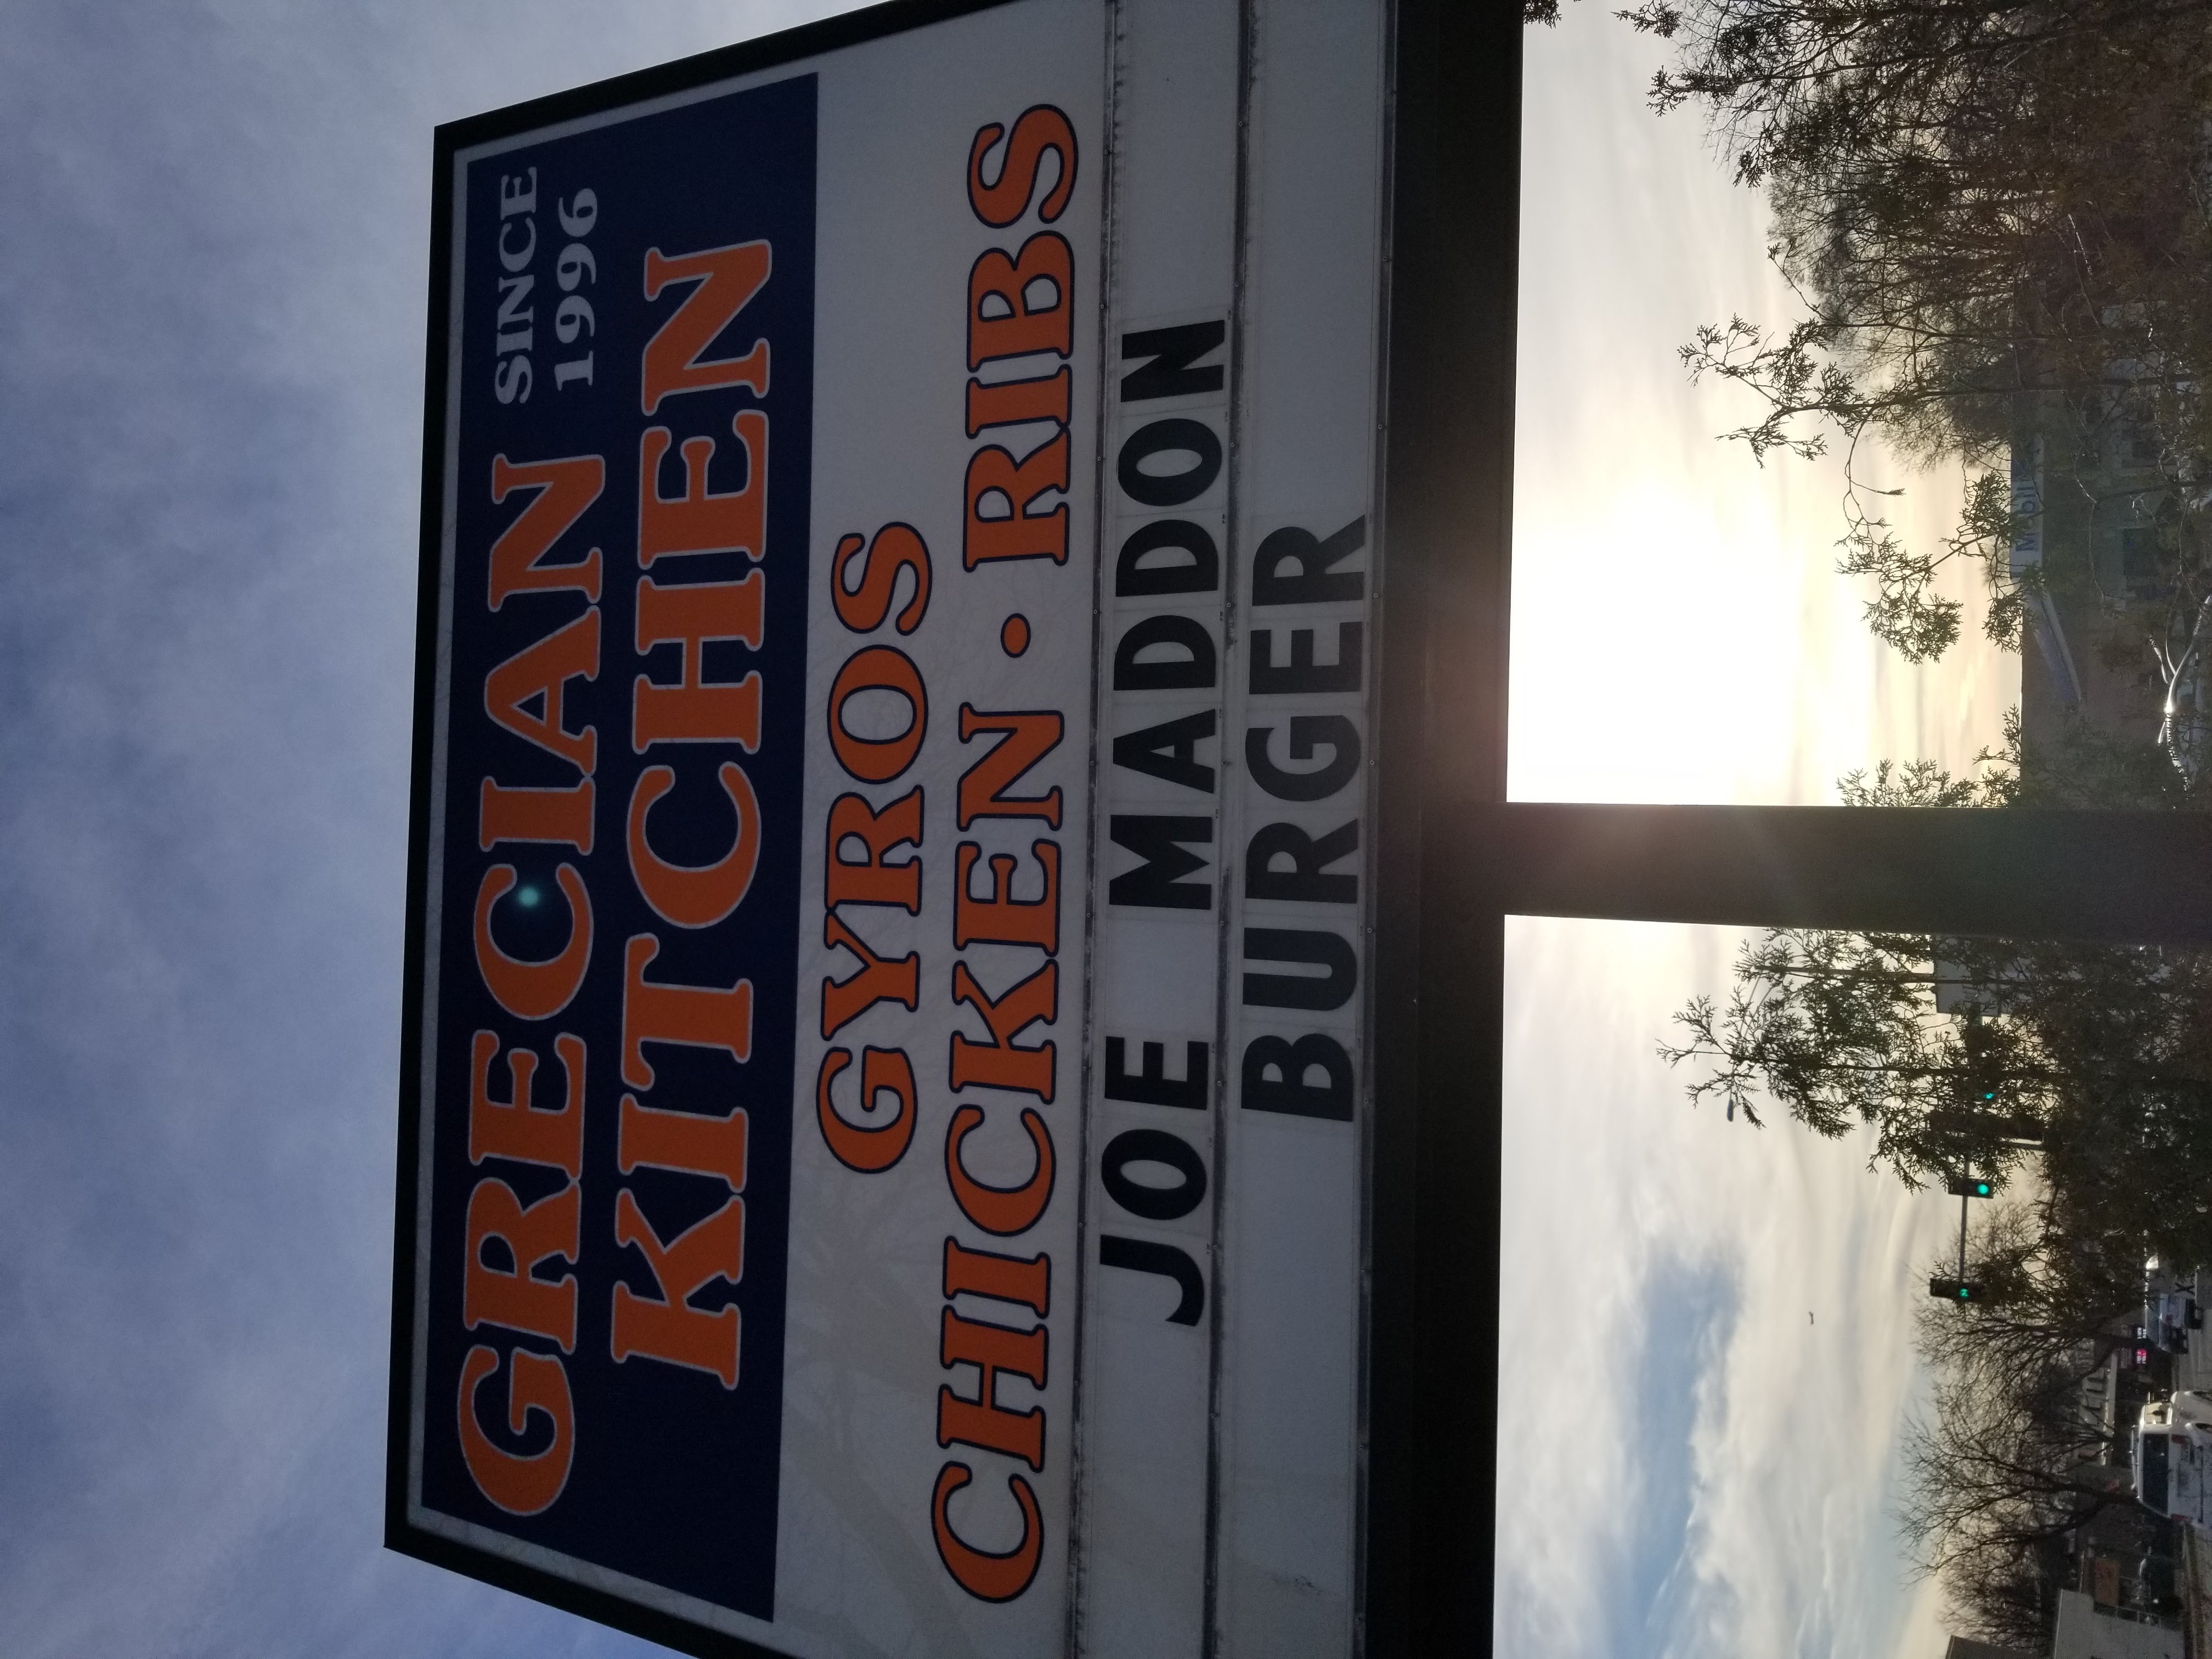 GRECIAN SINCE 1996
KITCHEN
GYROS
CHICKEN • RIBS
JOE MADDON
BURGER